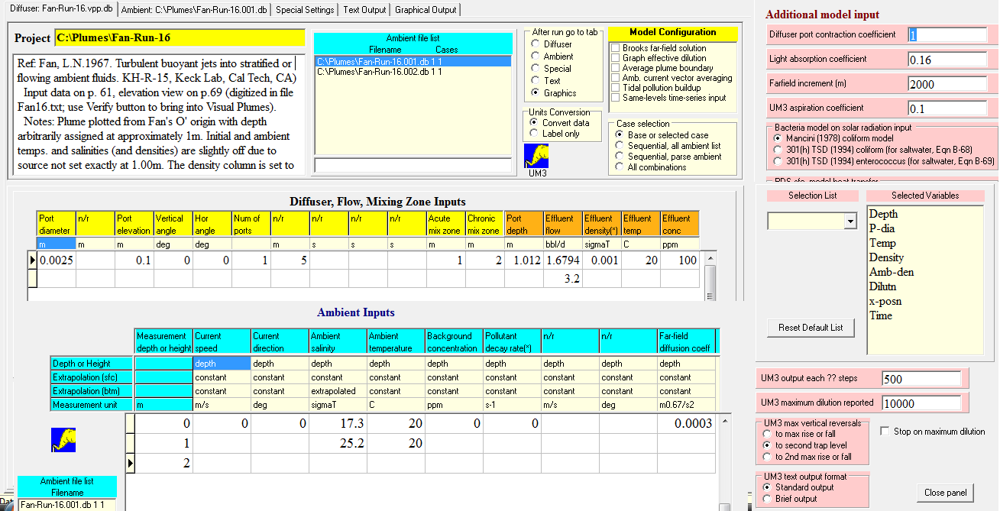 Diffuser: Fan-Run-16.vpp.db Ambient: C:\Plumes\Fan-Run-16.001.db Special Settings Text Output Graphical Output
Project C:\Plumes\Fan-Run-16
Ref: Fan, L.N.1967. Turbulent buoyant jets into stratified or
flowing ambient fluids. KH-R-15, Keck Lab, Cal Tech, CA)
Input data on p. 61, elevation view on p.69 (digitized in file
Fan16.txt; use Verify button to bring into Visual Plumes).
Notes: Plume plotted from Fan's O' origin with depth
arbitrarily assigned at approximately 1m. Initial and ambient
temps. and salinities (and densities) are slightly off due to
source not set exactly at 1.00m. The density column is set to
Ambient file list
Filename Cases
C:\Plumes\Fan-Run-16.001.db 1 1
C:\Plumes\Fan-Run-16.002.db 1 1
After run go to tab
Diffuser
Ambient
Special
Text
Graphics
Units Conversion
Convert data
Label only
UM3
Model Configuration
Brooks far-field solution
Graph effective dilution
Average plume boundary
Amb. current vector averaging
Tidal pollution buildup
Same-levels time-series input
Case selection
Base or selected case
Sequential, all ambient list
Sequential, parse ambient
All combinations
Additional model input
Diffuser port contraction coefficient 1
Light absorption coefficient 0.16
Farfield increment (m) 2000
UM3 aspiration coefficient 0.1
Bacteria model on solar radiation input
Mancini (1978) coliform model
301(h) TSD (1994) coliform (for saltwater, Eqn B-68)
301(h) TSD (1994) enterococcus (for saltwater, Eqn B-69)
Diffuser, Flow, Mixing Zone Inputs
Port n/r Port Vertical Hor Num of n/r n/r n/r n/r Acute Chronic Port Effluent Effluent Effluent Effluent
diameter elevation angle angle ports mix zone mix zone depth flow density(*) temp conc
m m m deg deg m s s s m m m bbl/d sigmaT C ppm
0.0025 0.1 0 0 1 5 1 2 1.012 1.6794 0.001 20 100
3.2
Selection List
Reset Default List
Selected Variables
Depth
P-dia
Temp
Density
Amb-den
Dilutn
x-posn
Time
Ambient Inputs
Measurement Current Current Ambient Ambient Background Pollutant n/r n/r Far-field
depth or height speed direction salinity temperature concentration decay rate(*) diffusion coeff
Depth or Height depth depth depth depth depth depth depth depth depth
Extrapolation (sfc) constant constant constant constant constant constant constant constant constant
Extrapolation (btm) constant constant extrapolated constant constant constant constant constant constant
Measurement unit m m/s deg sigmaT C ppm s-1 m/s deg m0.67/s2
0 0 0 17.3 20 0 0 0.0003
1 25.2 20
2
Ambient file list
Filename
Fan-Run-16.001.db 1 1
UM3 output each ?? steps 500
UM3 maximum dilution reported 10000
UM3 max vertical reversals
to max rise or fall
to second trap level
to 2nd max rise or fall
Stop on maximum dilution
UM3 text output format
Standard output
Brief output
Close panel